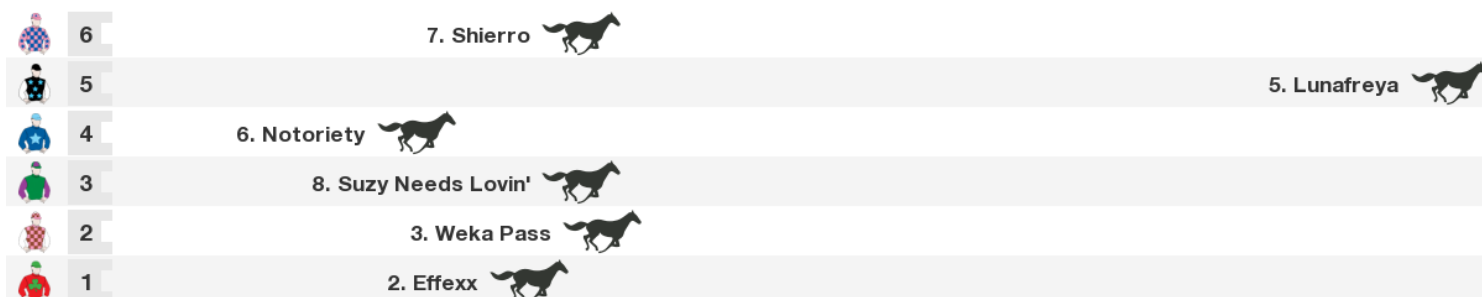 6 7. Shierro
5 5. Lunafreya
4 6. Notoriety
3 8. Suzy Needs Lovin'
2 3. Weka Pass
1 2. Effexx